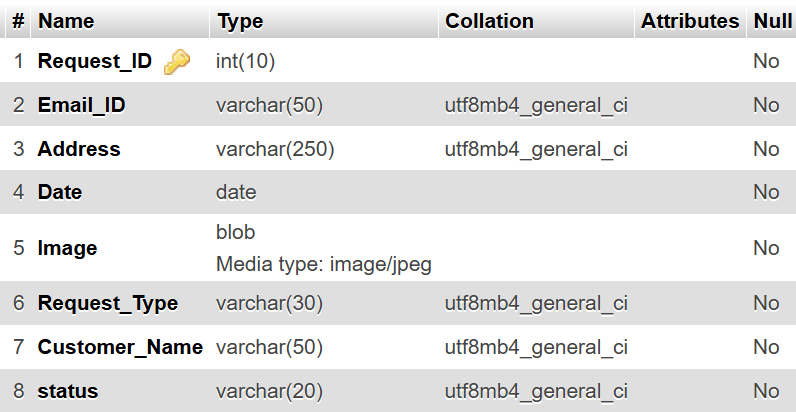 # Name Type Collation Attributes Null
1 Request_ID int(10) No
2 Email_ID varchar(50) utf8mb4_general_ci No
3 Address varchar(250) utf8mb4_general_ci No
4 Date date No
5 Image blob
Media type: image/jpeg No
6 Request_Type varchar(30) utf8mb4_general_ci No
7 Customer_Name varchar(50) utf8mb4_general_ci No
8 status varchar(20) utf8mb4_general_ci No